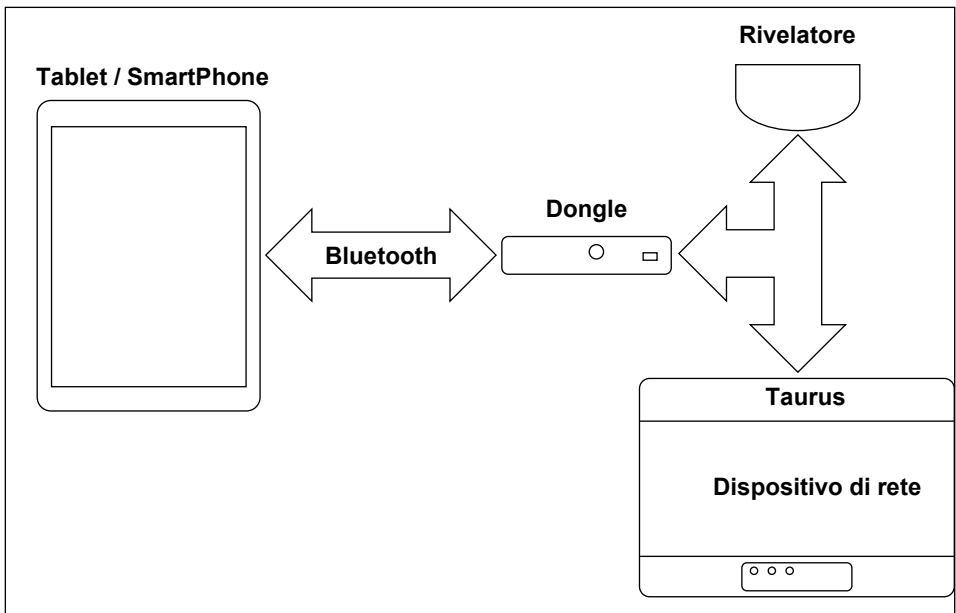 Rivelatore
Tablet / SmartPhone
Dongle
Bluetooth
Taurus
Dispositivo di rete